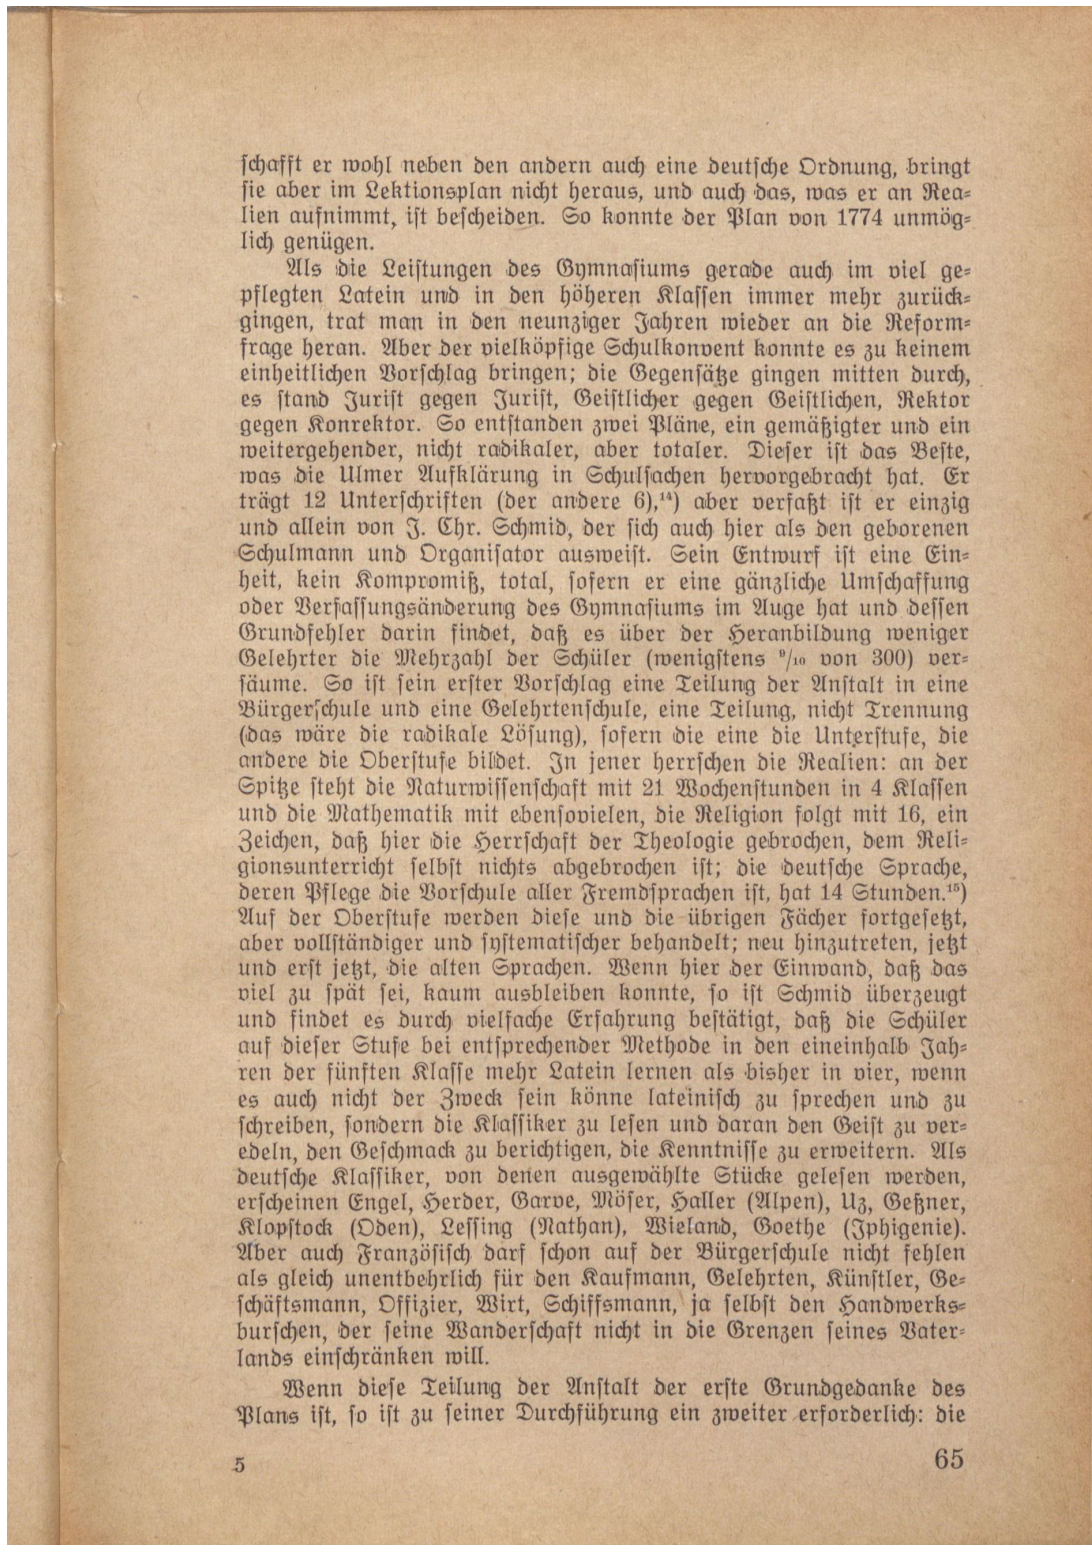 schafft er wohl neben den andern auch eine deutsche Ordnung, bringt
sie aber im Lektionsplan nicht heraus, und auch das, was er an Rea-
lien aufnimmt, ist bescheiden. So konnte der Plan von 1774 unmög-
lich genügen.
Als die Leistungen des Gymnasiums gerade auch im viel ge-
pflegten Latein und in den höheren Klassen immer mehr zurück-
gingen, trat man in den neunziger Jahren wieder an die Reform-
frage heran. Aber der vielköpfige Schulkonvent konnte es zu keinem
einheitlichen Vorschlag bringen; die Gegensätze gingen mitten durch,
es stand Jurist gegen Jurist, Geistlicher gegen Geistlichen, Rektor
gegen Konrektor. So entstanden zwei Pläne, ein gemäßigter und ein
weitergehender, nicht radikaler, aber totaler. Dieser ist das Beste,
was die Ulmer Aufklärung in Schulsachen hervorgebracht hat. Er
trägt 12 Unterschriften (der andere 6),¹⁴) aber verfaßt ist er einzig
und allein von J. Chr. Schmid, der sich auch hier als den geborenen
Schulmann und Organisator ausweist. Sein Entwurf ist eine Ein-
heit, kein Kompromiß, total, sofern er eine gänzliche Umschaffung
oder Verfassungsänderung des Gymnasiums im Auge hat und dessen
Grundfehler darin findet, daß es über der Heranbildung weniger
Gelehrter die Mehrzahl der Schüler (wenigstens ⁹/₁₀ von 300) ver-
säume. So ist sein erster Vorschlag eine Teilung der Anstalt in eine
Bürgerschule und eine Gelehrtenschule, eine Teilung, nicht Trennung
(das wäre die radikale Lösung), sofern die eine die Unterstufe, die
andere die Oberstufe bildet. In jener herrschen die Realien: an der
Spitze steht die Naturwissenschaft mit 21 Wochenstunden in 4 Klassen
und die Mathematik mit ebensovielen, die Religion folgt mit 16, ein
Zeichen, daß hier die Herrschaft der Theologie gebrochen, dem Reli-
gionsunterricht selbst nichts abgebrochen ist; die deutsche Sprache,
deren Pflege die Vorschule aller Fremdsprachen ist, hat 14 Stunden.¹⁵)
Auf der Oberstufe werden diese und die übrigen Fächer fortgesetzt,
aber vollständiger und systematischer behandelt; neu hinzutreten, jetzt
und erst jetzt, die alten Sprachen. Wenn hier der Einwand, daß das
viel zu spät sei, kaum ausbleiben konnte, so ist Schmid überzeugt
und findet es durch vielfache Erfahrung bestätigt, daß die Schüler
auf dieser Stufe bei entsprechender Methode in den eineinhalb Jah-
ren der fünften Klasse mehr Latein lernen als bisher in vier, wenn
es auch nicht der Zweck sein könne lateinisch zu sprechen und zu
schreiben, sondern die Klassiker zu lesen und daran den Geist zu ver-
edeln, den Geschmack zu berichtigen, die Kenntnisse zu erweitern. Als
deutsche Klassiker, von denen ausgewählte Stücke gelesen werden,
erscheinen Engel, Herder, Garve, Möser, Haller (Alpen), Uz, Geßner,
Klopstock (Oden), Lessing (Nathan), Wieland, Goethe (Iphigenie).
Aber auch Französisch darf schon auf der Bürgerschule nicht fehlen
als gleich unentbehrlich für den Kaufmann, Gelehrten, Künstler, Ge-
schäftsmann, Offizier, Wirt, Schiffsmann, ja selbst den Handwerks-
burschen, der seine Wanderschaft nicht in die Grenzen seines Vater-
lands einschränken will.
Wenn diese Teilung der Anstalt der erste Grundgedanke des
Plans ist, so ist zu seiner Durchführung ein zweiter erforderlich: die
5
65